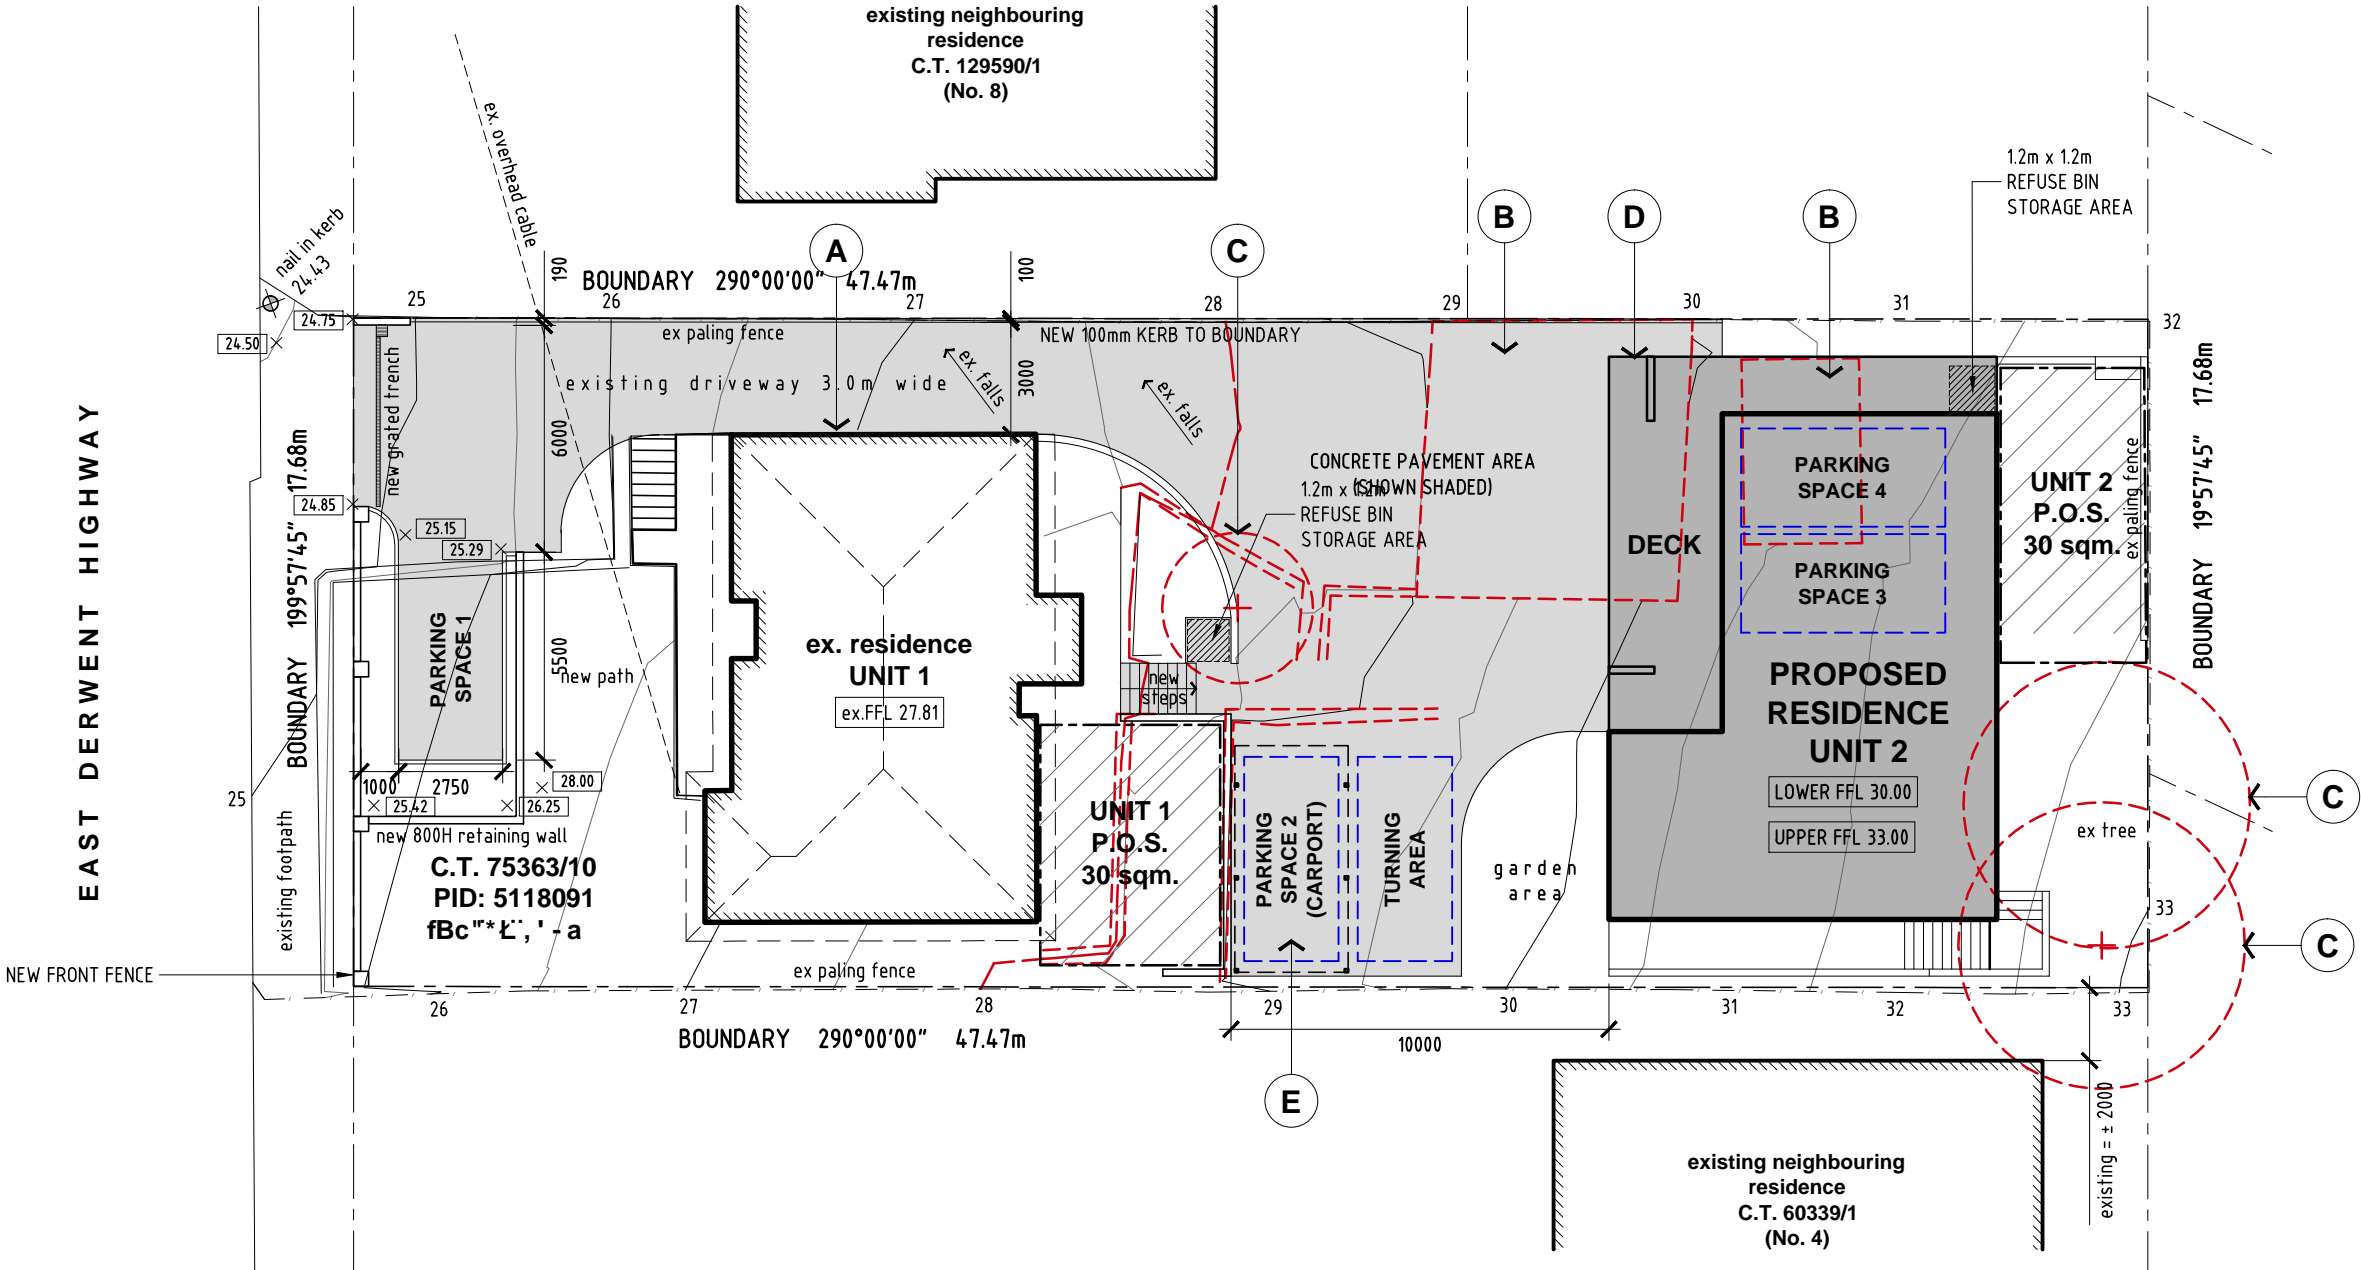 existing neighbouring
residence
C.T. 129590/1
(No. 8)
1.2m x 1.2m
REFUSE BIN
STORAGE AREA
ex. overhead cable
nail in kerb
24.43
A
C
B
D
B
190
BOUNDARY 290°00'00" 47.47m
100
25
26
27
28
29
30
31
32
24.75
24.50
ex paling fence
NEW 100mm KERB TO BOUNDARY
existing driveway 3.0m wide
ex. falls
ex. falls
3000
6000
new grated trench
EAST DERWENT HIGHWAY
BOUNDARY 199°57'45" 17.68m
24.85
25.15
25.29
CONCRETE PAVEMENT AREA
(SHOWN SHADED)
1.2m x 1.2m
REFUSE BIN
STORAGE AREA
PARKING
SPACE 4
PARKING
SPACE 3
DECK
UNIT 2
P.O.S.
30 sqm.
ex paling fence
BOUNDARY 19°57'45" 17.68m
PARKING
SPACE 1
5500
new path
ex. residence
UNIT 1
ex.FFL 27.81
new
steps
PROPOSED
RESIDENCE
UNIT 2
LOWER FFL 30.00
UPPER FFL 33.00
1000
2750
28.00
25.42
26.25
25
new 800H retaining wall
C.T. 75363/10
PID: 5118091
existing footpath
UNIT 1
P.O.S.
30 sqm.
PARKING
SPACE 2
(CARPORT)
TURNING
AREA
garden
area
ex tree
C
C
33
NEW FRONT FENCE
ex paling fence
26
27
28
29
30
31
32
33
BOUNDARY 290°00'00" 47.47m
10000
E
existing = ± 2000
existing neighbouring
residence
C.T. 60339/1
(No. 4)